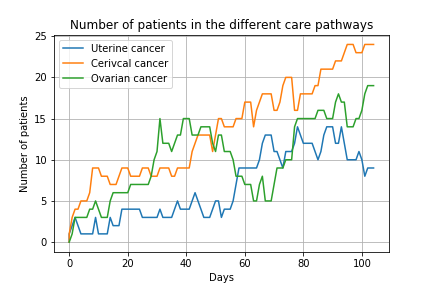 Number of patients in the different care pathways
Uterine cancer
Cerivcal cancer
Ovarian cancer
Number of patients
25
20
15
10
5
0
0 20 40 60 80 100
Days